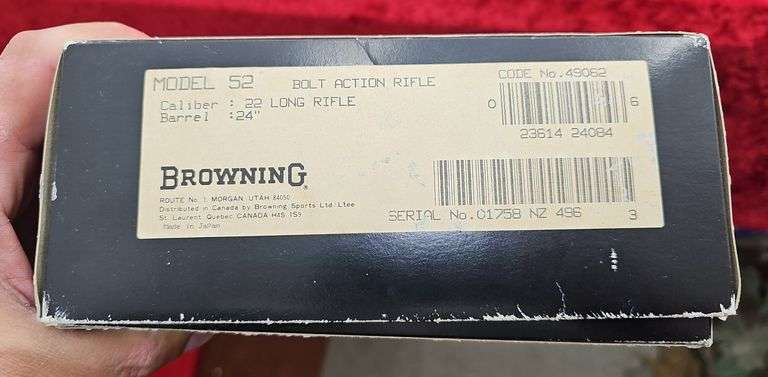 MODEL 52 BOLT ACTION RIFLE
CODE No.49062
Caliber : 22 LONG RIFLE
Barrel :24"
0 6
23614 24084
BROWNING®
ROUTE No. 1 MORGAN UTAH 84050
Distributed in Canada by Browning Sports Ltd/Ltee
St. Laurent, Quebec CANADA H4S 1S9
Made in Japan
SERIAL No.01758 NZ 496 3